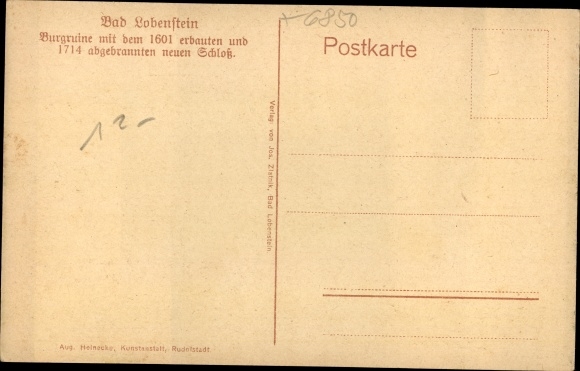 Bad Lobenstein
Burgruine mit dem 1601 erbauten und
1714 abgebrannten neuen Schloß.
6850
Postkarte
12-
Verlag von Jos. Zlatnik, Bad Lobenstein.
Aug. Heinecke, Kunstanstalt, Rudolstadt